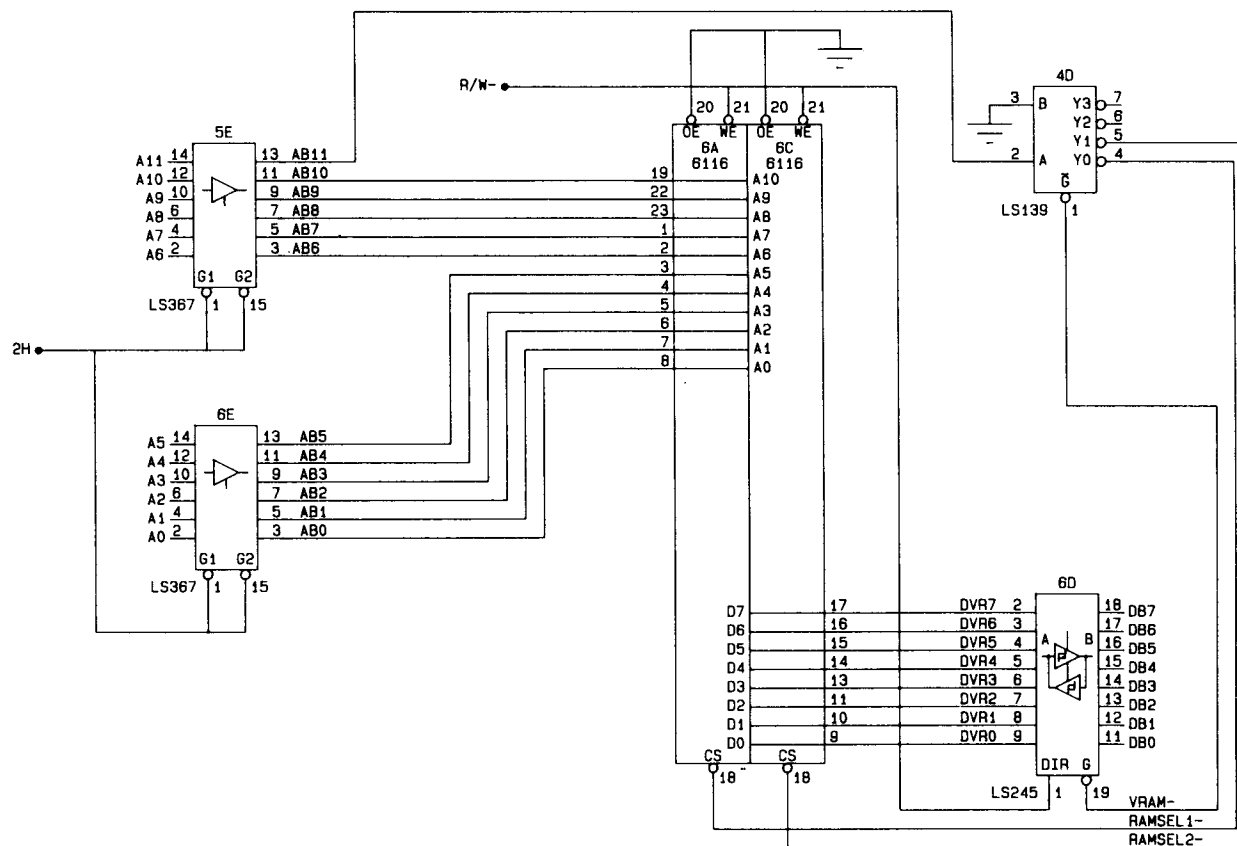 4D
R/W-
20 21 20 21
OE WE OE WE
6A 6C
6116 6116
3 B Y3 7
Y2 6
Y1 5
2 A Y0 4
G
LS139 1
5E
A11 14 13 AB11
A10 12 11 AB10 19 A10
A9 10 9 AB9 22 A9
A8 6 7 AB8 23 A8
A7 4 5 AB7 1 A7
A6 2 3 AB6 2 A6
3 A5
G1 G2
LS367 1 15
4 A4
5 A3
6 A2
2H
7 A1
8 A0
6E
A5 14 13 AB5
A4 12 11 AB4
A3 10 9 AB3
A2 6 7 AB2
A1 4 5 AB1
A0 2 3 AB0
G1 G2
LS367 1 15
6D
D7 17 DVR7 2 18 DB7
D6 16 DVR6 3 17 DB6
A B
D5 15 DVR5 4 16 DB5
D4 14 DVR4 5 15 DB4
D3 13 DVR3 6 14 DB3
D2 11 DVR2 7 13 DB2
D1 10 DVR1 8 12 DB1
D0 9 DVR0 9 11 DB0
CS CS
18 18
DIR G
LS245 1 19
VRAM-
RAMSEL1-
RAMSEL2-